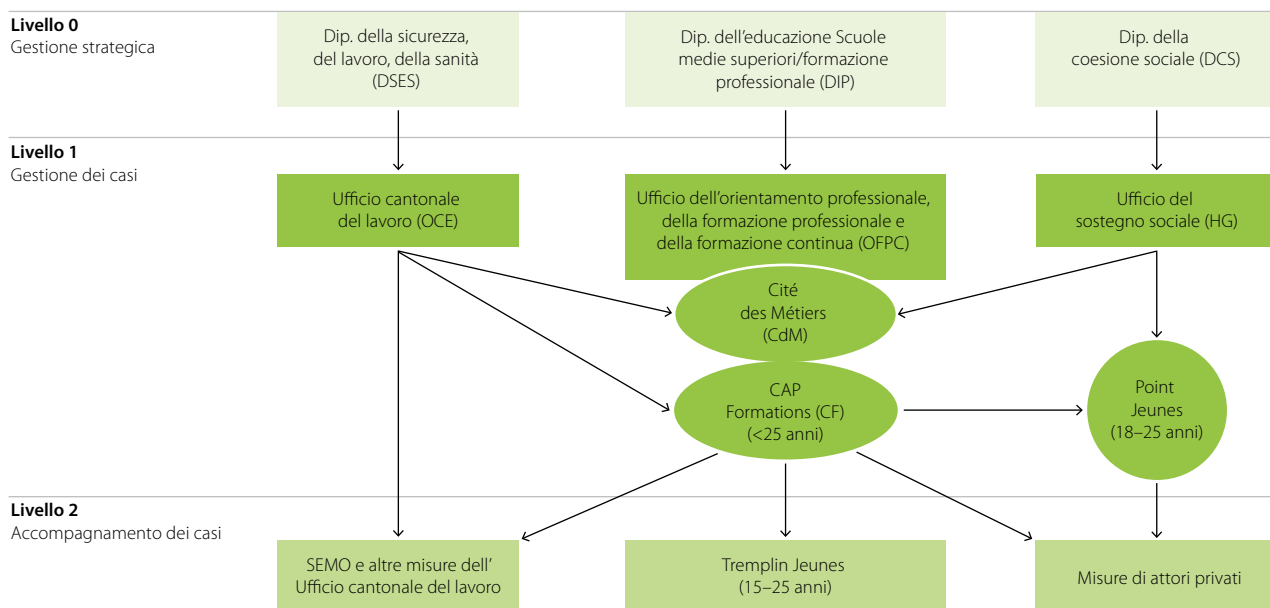 Livello 0
Gestione strategica
Dip. della sicurezza,
del lavoro, della sanità
(DSES)
Dip. dell’educazione Scuole
medie superiori/formazione
professionale (DIP)
Dip. della
coesione sociale (DCS)
Livello 1
Gestione dei casi
Ufficio cantonale
del lavoro (OCE)
Ufficio dell’orientamento professionale,
della formazione professionale e
della formazione continua (OFPC)
Ufficio del
sostegno sociale (HG)
Cité
des Métiers
(CdM)
CAP
Formations (CF)
(<25 anni)
Point
Jeunes
(18–25 anni)
Livello 2
Accompagnamento dei casi
SEMO e altre misure dell’
Ufficio cantonale del lavoro
Tremplin Jeunes
(15–25 anni)
Misure di attori privati